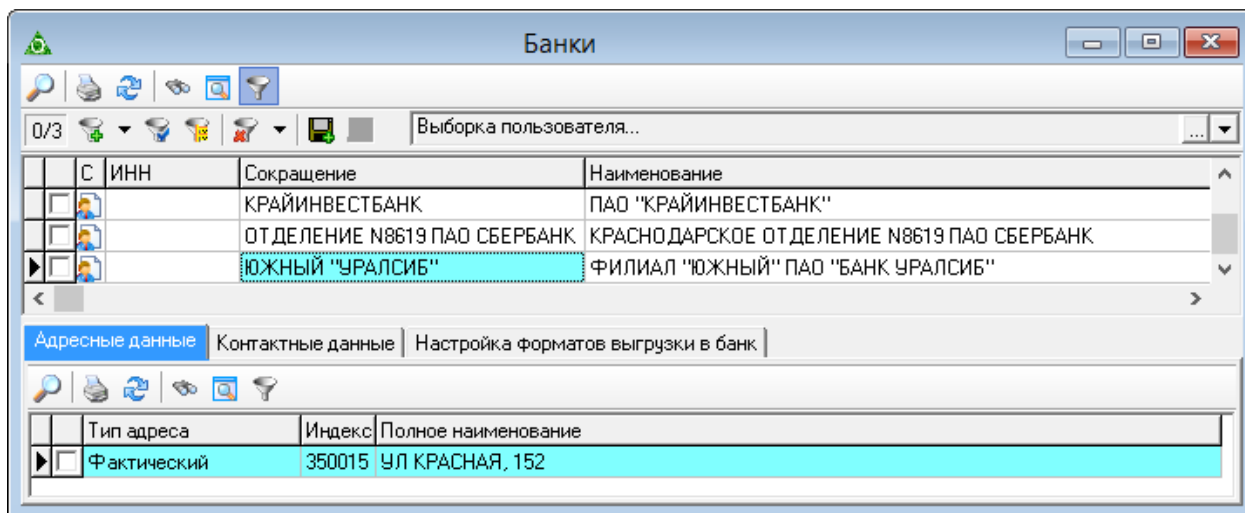 Банки
0/3 Выборка пользователя... ...
С ИНН Сокращение Наименование
КРАЙИНВЕСТБАНК ПАО "КРАЙИНВЕСТБАНК"
ОТДЕЛЕНИЕ N8619 ПАО СБЕРБАНК КРАСНОДАРСКОЕ ОТДЕЛЕНИЕ N8619 ПАО СБЕРБАНК
ЮЖНЫЙ "УРАЛСИБ" ФИЛИАЛ "ЮЖНЫЙ" ПАО "БАНК УРАЛСИБ"
Адресные данные Контактные данные Настройка форматов выгрузки в банк
Тип адреса Индекс Полное наименование
Фактический 350015 УЛ КРАСНАЯ, 152